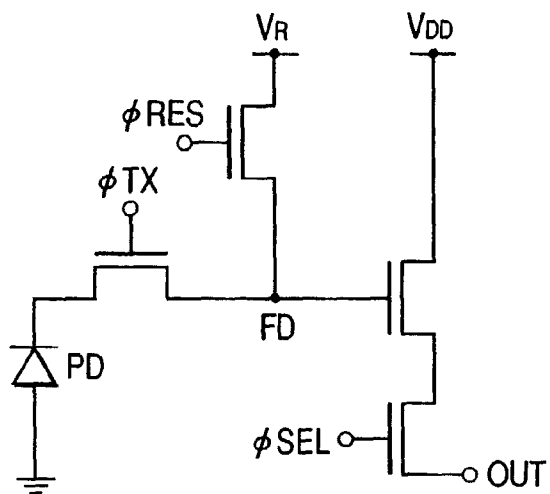 VR
VDD
ϕRES
ϕTX
FD
PD
ϕSEL
OUT